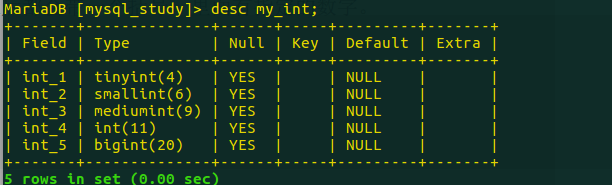 MariaDB [mysql_study]> desc my_int;
+-------+--------------+------+-----+---------+-------+
| Field | Type         | Null | Key | Default | Extra |
+-------+--------------+------+-----+---------+-------+
| int_1 | tinyint(4)   | YES  |     | NULL    |       |
| int_2 | smallint(6)  | YES  |     | NULL    |       |
| int_3 | mediumint(9) | YES  |     | NULL    |       |
| int_4 | int(11)      | YES  |     | NULL    |       |
| int_5 | bigint(20)   | YES  |     | NULL    |       |
+-------+--------------+------+-----+---------+-------+
5 rows in set (0.00 sec)